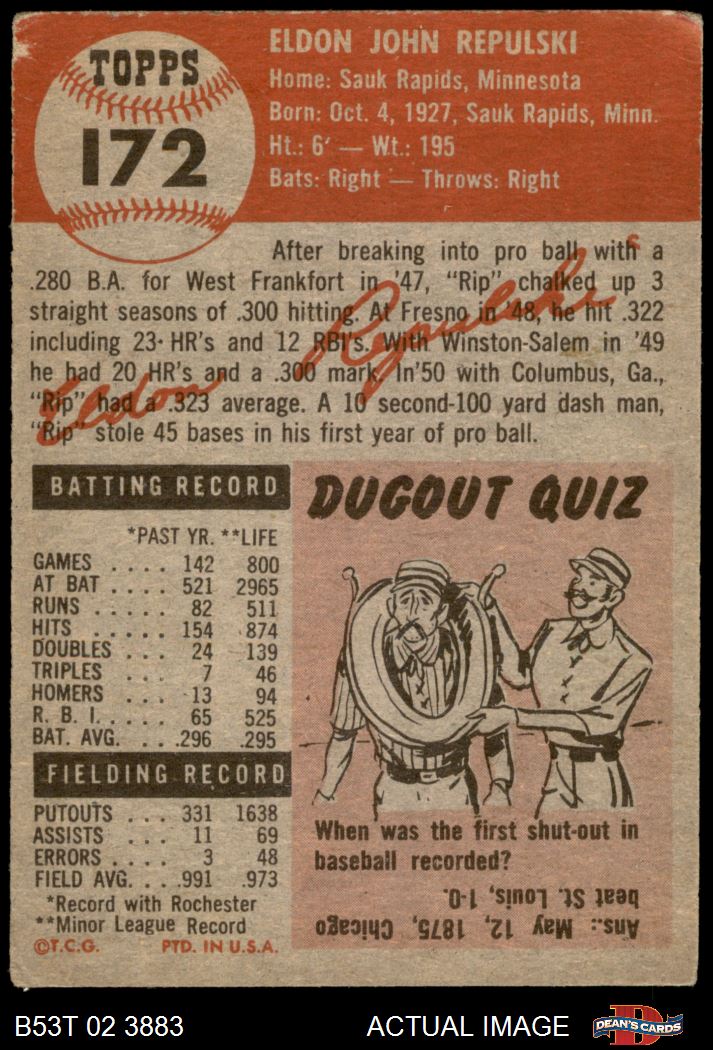 TOPPS
172
ELDON JOHN REPULSKI
Home: Sauk Rapids, Minnesota
Born: Oct. 4, 1927, Sauk Rapids, Minn.
Ht.: 6' — Wt.: 195
Bats: Right — Throws: Right
After breaking into pro ball with a
.280 B.A. for West Frankfort in '47, "Rip" chalked up 3
straight seasons of .300 hitting. At Fresno in '48, he hit .322
including 23 HR's and 12 RBI's. With Winston-Salem in '49
he had 20 HR's and a .300 mark. In '50 with Columbus, Ga.,
"Rip" had a .323 average. A 10 second-100 yard dash man,
"Rip" stole 45 bases in his first year of pro ball.
Eldon Repulski
BATTING RECORD
*PAST YR. **LIFE
GAMES .... 142 800
AT BAT .... 521 2965
RUNS ..... 82 511
HITS ..... 154 874
DOUBLES ... 24 139
TRIPLES ... 7 46
HOMERS ... 13 94
R. B. I. .... 65 525
BAT. AVG. ... .296 .295
FIELDING RECORD
PUTOUTS ... 331 1638
ASSISTS ... 11 69
ERRORS .... 3 48
FIELD AVG. ... .991 .973
*Record with Rochester
**Minor League Record
©T.C.G. PTD. IN U.S.A.
DUGOUT QUIZ
When was the first shut-out in
baseball recorded?
Ans.: May 12, 1875, Chicago
beat St. Louis, 1-0.
B53T 02 3883
ACTUAL IMAGE
D
DEAN'S CARDS